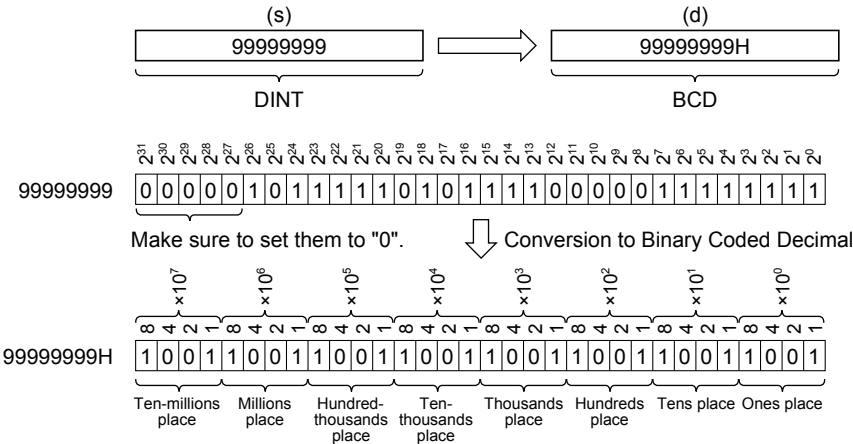 (s) (d)
99999999 99999999H
DINT BCD
2³¹ 2³⁰ 2²⁹ 2²⁸ 2²⁷ 2²⁶ 2²⁵ 2²⁴ 2²³ 2²² 2²¹ 2²⁰ 2¹⁹ 2¹⁸ 2¹⁷ 2¹⁶ 2¹⁵ 2¹⁴ 2¹³ 2¹² 2¹¹ 2¹⁰ 2⁹ 2⁸ 2⁷ 2⁶ 2⁵ 2⁴ 2³ 2² 2¹ 2⁰
99999999 0 0 0 0 0 1 0 1 1 1 1 1 0 1 0 1 1 1 1 0 0 0 0 0 1 1 1 1 1 1 1 1
Make sure to set them to "0". Conversion to Binary Coded Decimal
×10⁷ ×10⁶ ×10⁵ ×10⁴ ×10³ ×10² ×10¹ ×10⁰
8 4 2 1 8 4 2 1 8 4 2 1 8 4 2 1 8 4 2 1 8 4 2 1 8 4 2 1 8 4 2 1
99999999H 1 0 0 1 1 0 0 1 1 0 0 1 1 0 0 1 1 0 0 1 1 0 0 1 1 0 0 1 1 0 0 1
Ten-millions Millions Hundred- Ten- Thousands Hundreds Tens place Ones place
place place thousands thousands place place
place place